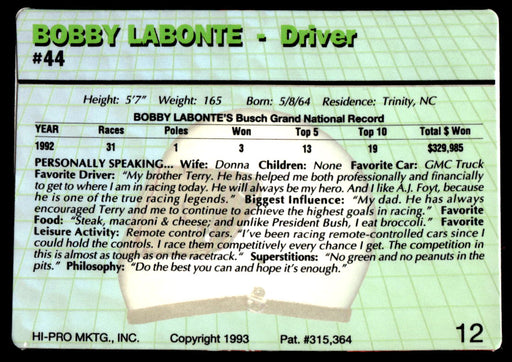 BOBBY LABONTE - Driver
#44
Height: 5'7" Weight: 165 Born: 5/8/64 Residence: Trinity, NC
BOBBY LABONTE'S Busch Grand National Record
YEAR Races Poles Won Top 5 Top 10 Total $ Won
1992 31 1 3 13 19 $329,985
PERSONALLY SPEAKING... Wife: Donna Children: None Favorite Car: GMC Truck
Favorite Driver: "My brother Terry. He has helped me both professionally and financially
to get to where I am in racing today. He will always be my hero. And I like A.J. Foyt, because
he is one of the true racing legends." Biggest Influence: "My dad. He has always
encouraged Terry and me to continue to achieve the highest goals in racing." Favorite
Food: "Steak, macaroni & cheese; and unlike President Bush, I eat broccoli." Favorite
Leisure Activity: Remote control cars. "I've been racing remote-controlled cars since I
could hold the controls. I race them competitively every chance I get. The competition in
this is almost as tough as on the racetrack." Superstitions: "No green and no peanuts in the
pits." Philosophy: "Do the best you can and hope it's enough."
HI-PRO MKTG., INC. Copyright 1993 Pat. #315,364 12